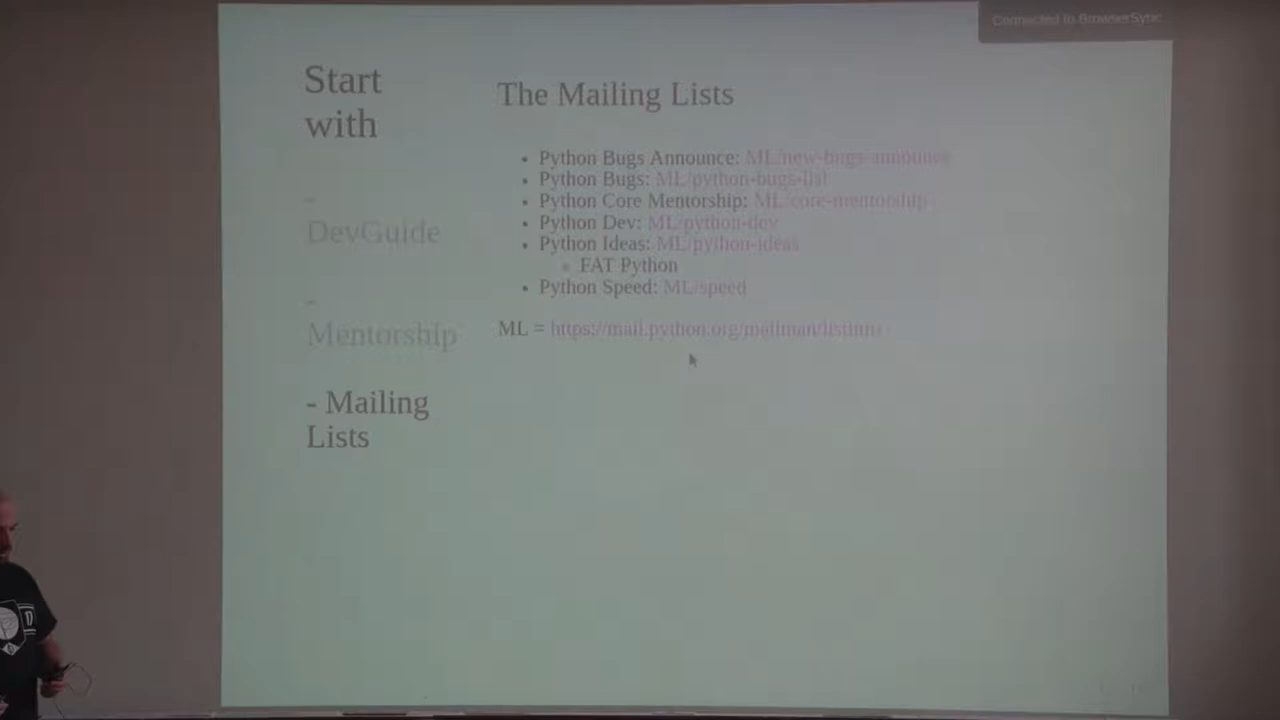 Connected to BrowserSync
Start
with
-
DevGuide
-
Mentorship
- Mailing
Lists
The Mailing Lists
• Python Bugs Announce: ML/new-bugs-announce
• Python Bugs: ML/python-bugs-list
• Python Core Mentorship: ML/core-mentorship
• Python Dev: ML/python-dev
• Python Ideas: ML/python-ideas
FAT Python
• Python Speed: ML/speed
ML = https://mail.python.org/mailman/listinfo